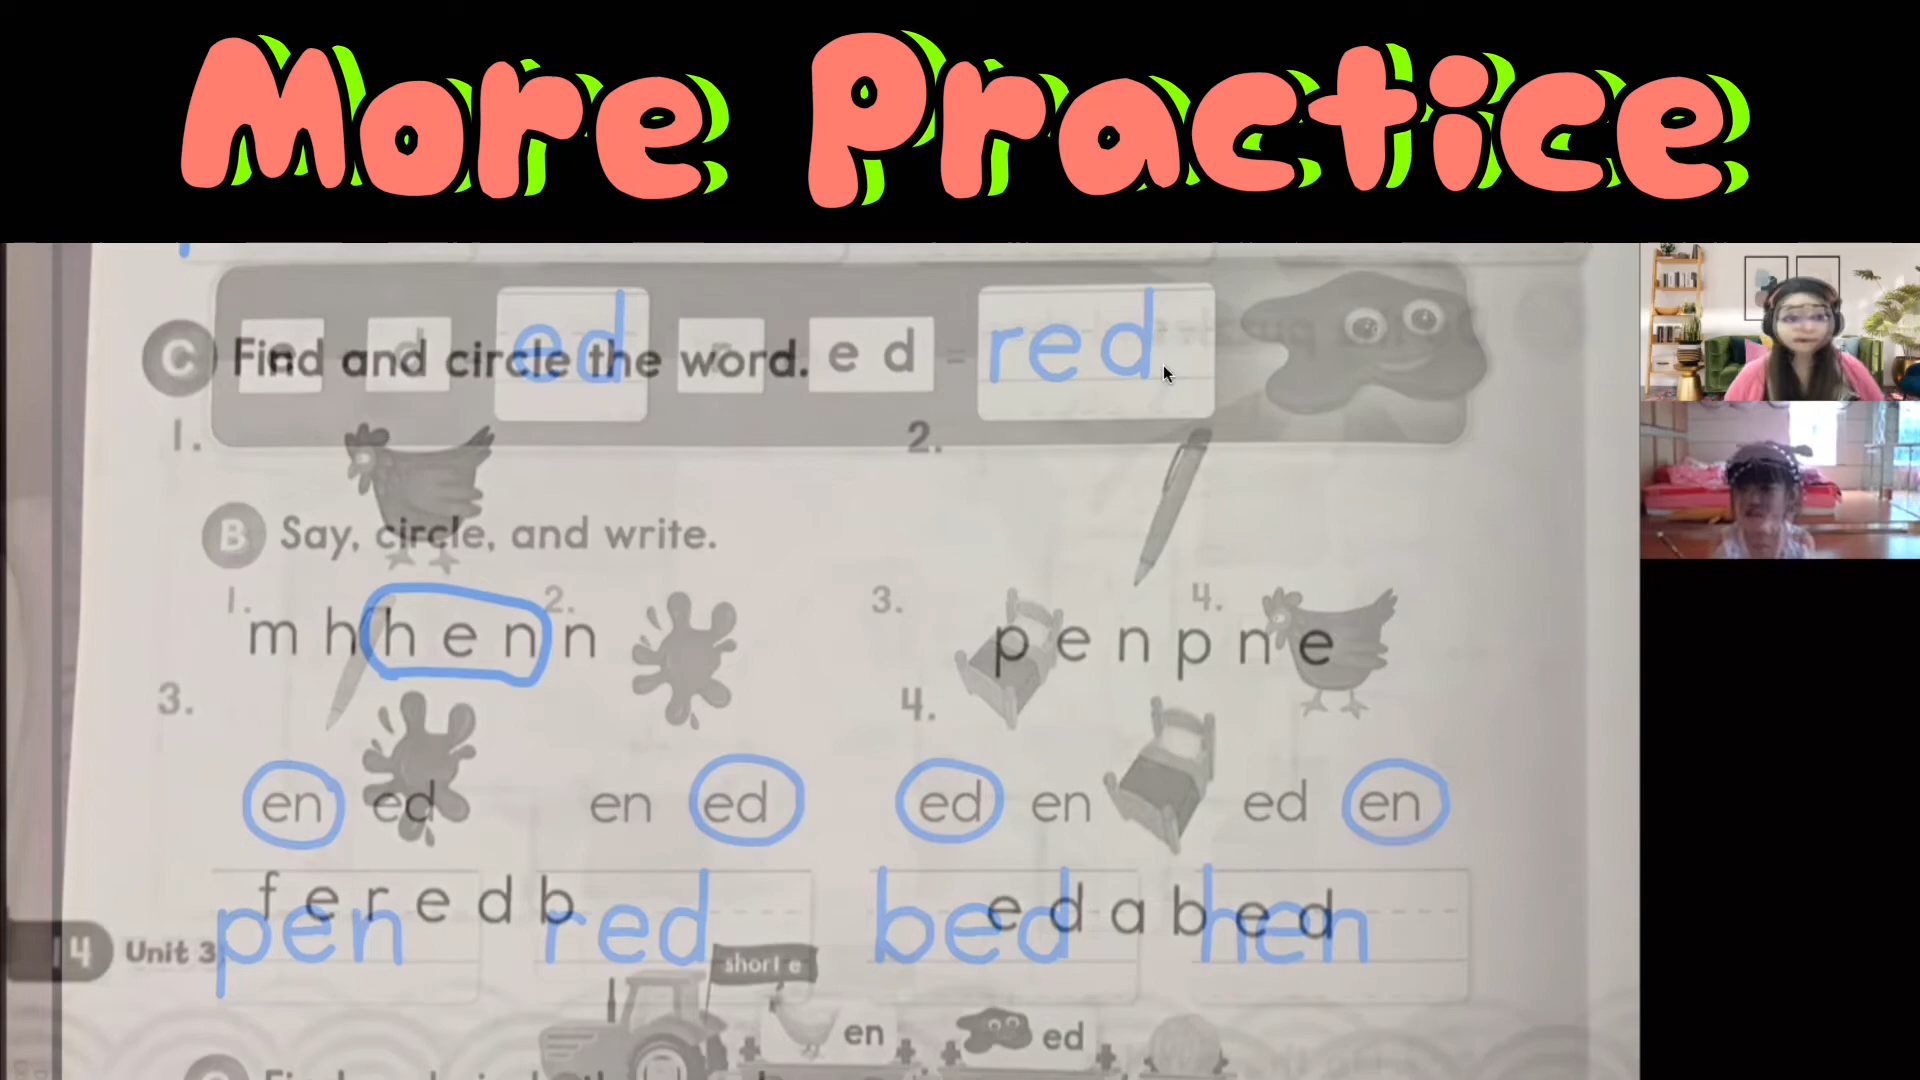 More Practice
e d ed r e d = red
C Find and circle the word.
1. 2.
B Say, circle, and write.
1. 2. 3. 4.
m h h e n n p e n p n e
3. 4.
en ed en ed ed en ed en
f e r e d b e d a b e d
pen red bed hen
14 Unit 3
short e
en ed